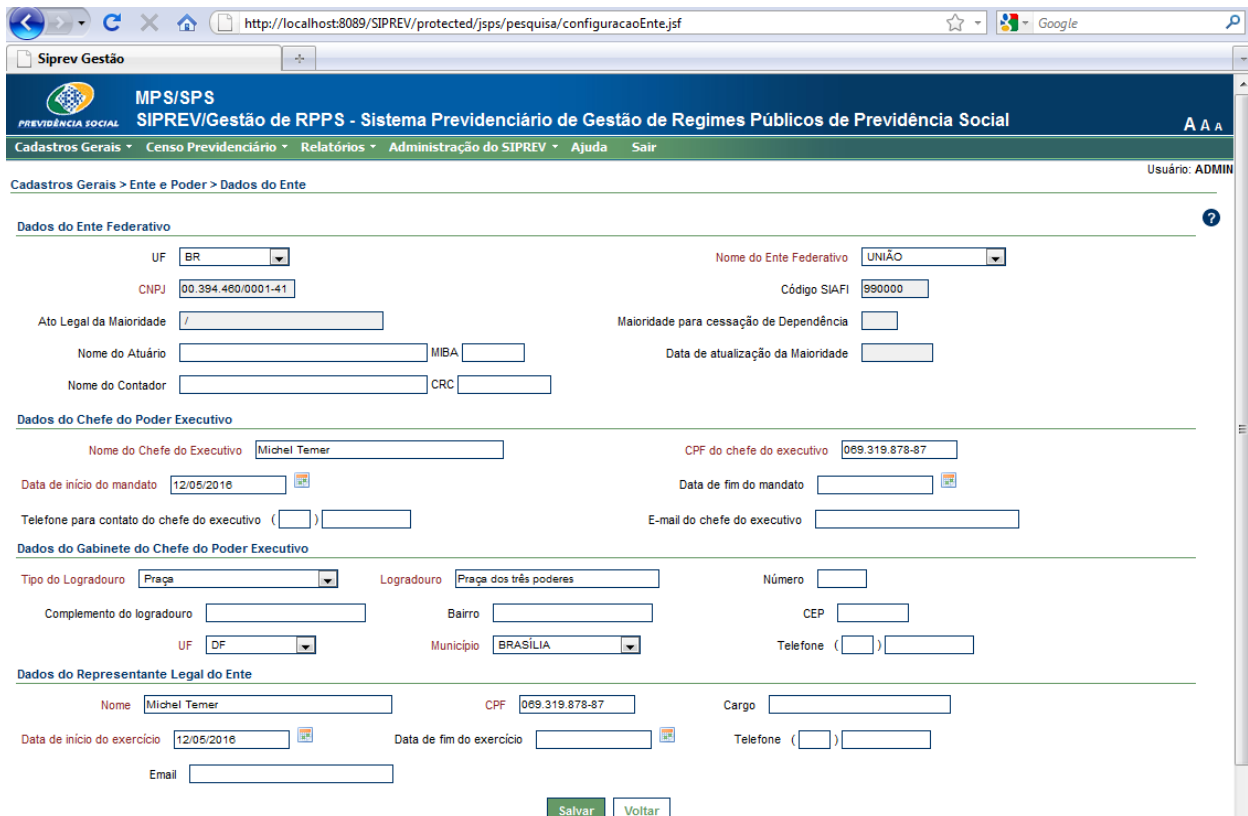 http://localhost:8089/SIPREV/protected/jsps/pesquisa/configuracaoEnte.jsf
Google
Siprev Gestão
PREVIDÊNCIA SOCIAL
MPS/SPS
SIPREV/Gestão de RPPS - Sistema Previdenciário de Gestão de Regimes Públicos de Previdência Social
A A A
Cadastros Gerais Censo Previdenciário Relatórios Administração do SIPREV Ajuda Sair
Usuário: ADMIN
Cadastros Gerais > Ente e Poder > Dados do Ente
?
Dados do Ente Federativo
UF BR Nome do Ente Federativo UNIÃO
CNPJ 00.394.460/0001-41 Código SIAFI 990000
Ato Legal da Maioridade / Maioridade para cessação de Dependência
Nome do Atuário MIBA Data de atualização da Maioridade
Nome do Contador CRC
Dados do Chefe do Poder Executivo
Nome do Chefe do Executivo Michel Temer CPF do chefe do executivo 069.319.878-87
Data de início do mandato 12/05/2016 Data de fim do mandato
Telefone para contato do chefe do executivo ( ) E-mail do chefe do executivo
Dados do Gabinete do Chefe do Poder Executivo
Tipo do Logradouro Praça Logradouro Praça dos três poderes Número
Complemento do logradouro Bairro CEP
UF DF Município BRASÍLIA Telefone ( )
Dados do Representante Legal do Ente
Nome Michel Temer CPF 069.319.878-87 Cargo
Data de início do exercício 12/05/2016 Data de fim do exercício Telefone ( )
Email
Salvar Voltar